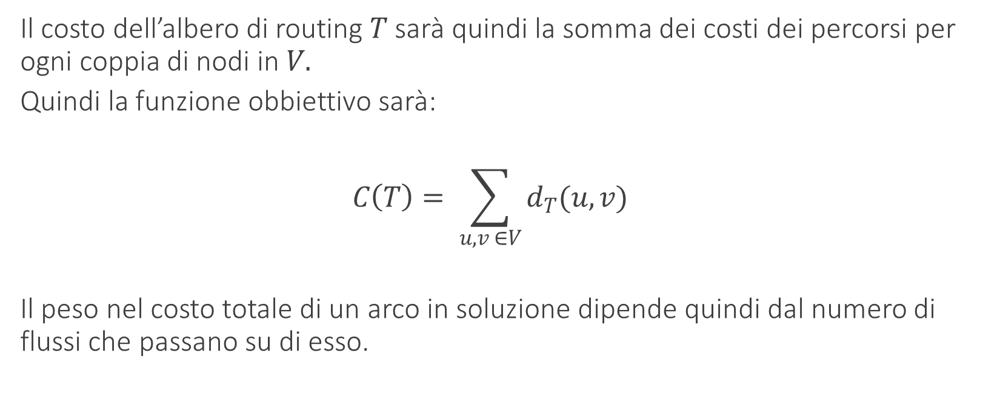 Il costo dell’albero di routing T sarà quindi la somma dei costi dei percorsi per
ogni coppia di nodi in V.
Quindi la funzione obbiettivo sarà:
C(T) = ∑ d_T(u, v)
u,v ∈V
Il peso nel costo totale di un arco in soluzione dipende quindi dal numero di
flussi che passano su di esso.